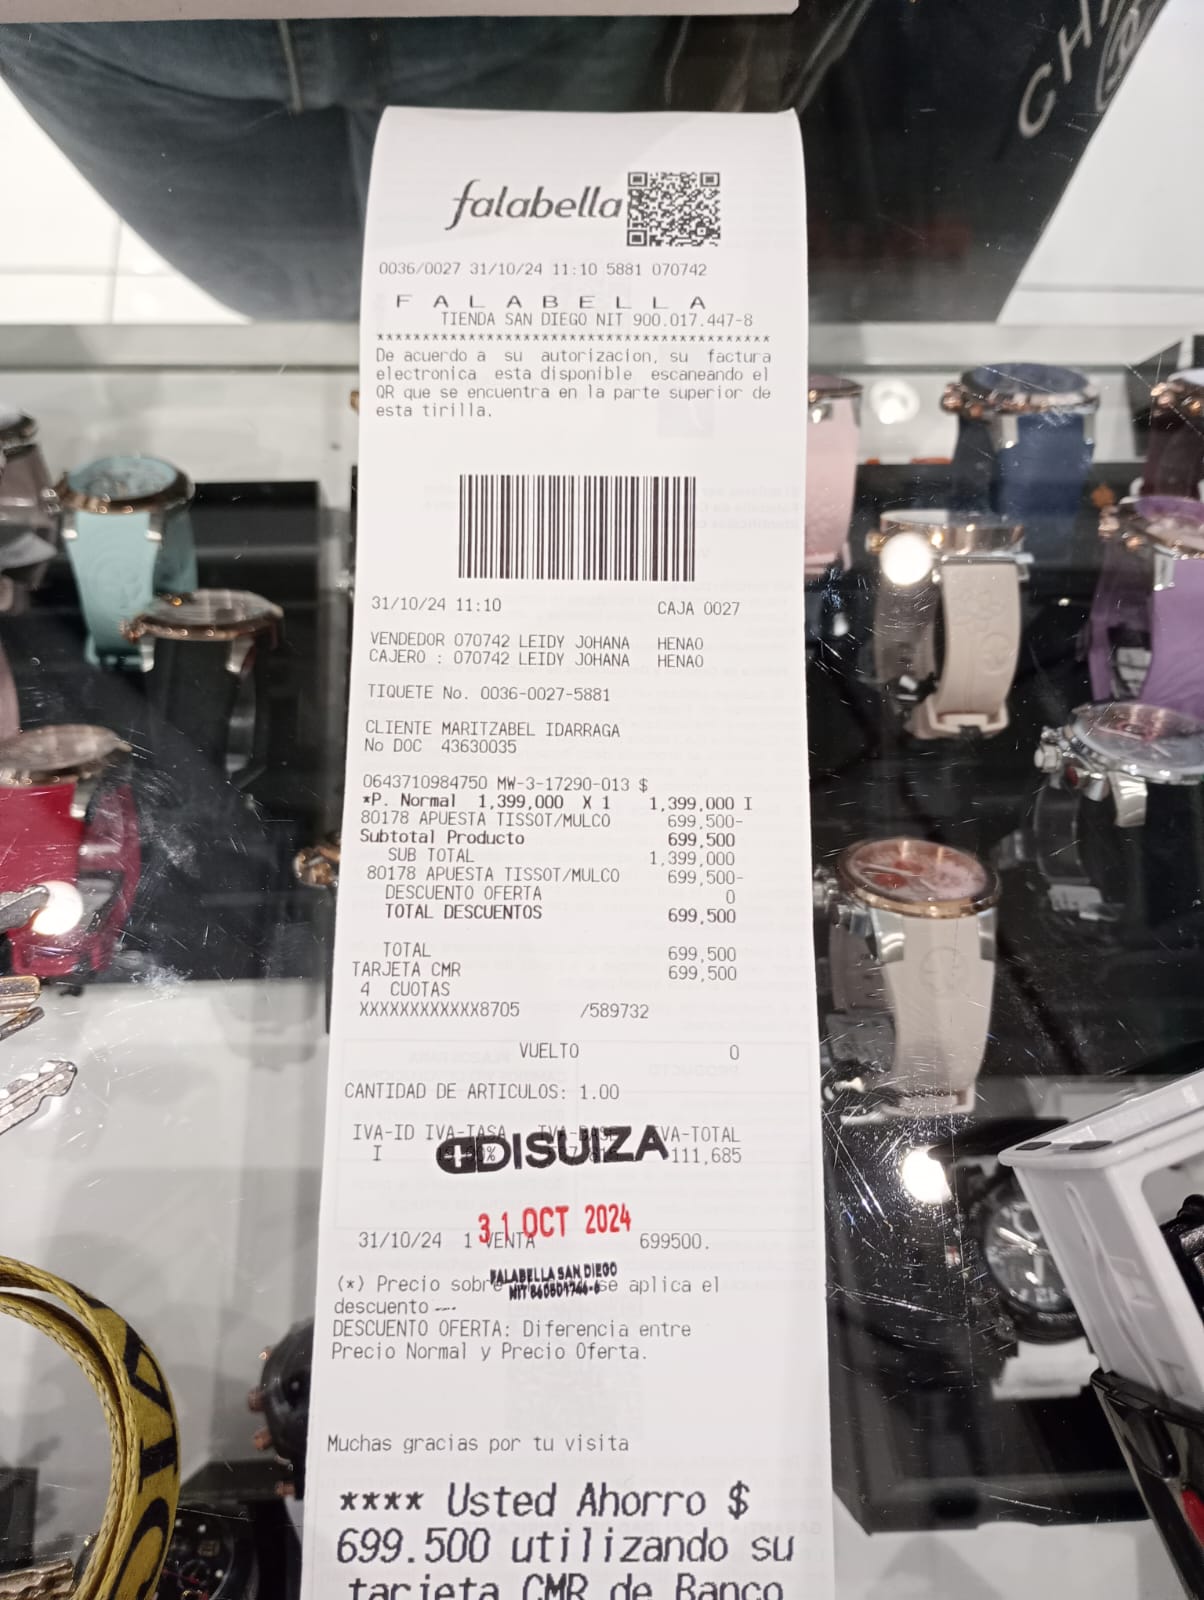 CH
falabella
0036/0027 31/10/24 11:10 5881 070742
FALABELLA
TIENDA SAN DIEGO NIT 900.017.447-8
******************************************
De acuerdo a su autorizacion, su factura
electronica esta disponible escaneando el
QR que se encuentra en la parte superior de
esta tirilla.
31/10/24 11:10 CAJA 0027
VENDEDOR 070742 LEIDY JOHANA HENAO
CAJERO : 070742 LEIDY JOHANA HENAO
TIQUETE No. 0036-0027-5881
CLIENTE MARITZABEL IDARRAGA
No DOC 43630035
0643710984750 MW-3-17290-013 $
*P. Normal 1,399,000 X 1 1,399,000 I
80178 APUESTA TISSOT/MULCO 699,500-
Subtotal Producto 699,500
SUB TOTAL 1,399,000
80178 APUESTA TISSOT/MULCO 699,500-
DESCUENTO OFERTA 0
TOTAL DESCUENTOS 699,500
TOTAL 699,500
TARJETA CMR 699,500
4 CUOTAS
XXXXXXXXXXXX8705 /589732
VUELTO 0
CANTIDAD DE ARTICULOS: 1.00
IVA-ID IVA-TASA IVA-BASE IVA-TOTAL
I 111,685
DISUIZA
31 OCT 2024
31/10/24 1 VENTA 699500.
FALABELLA SAN DIEGO
(*) Precio sobre se aplica el
descuento ---
DESCUENTO OFERTA: Diferencia entre
Precio Normal y Precio Oferta.
Muchas gracias por tu visita
**** Usted Ahorro $
699.500 utilizando su
tarjeta CMR de Banco